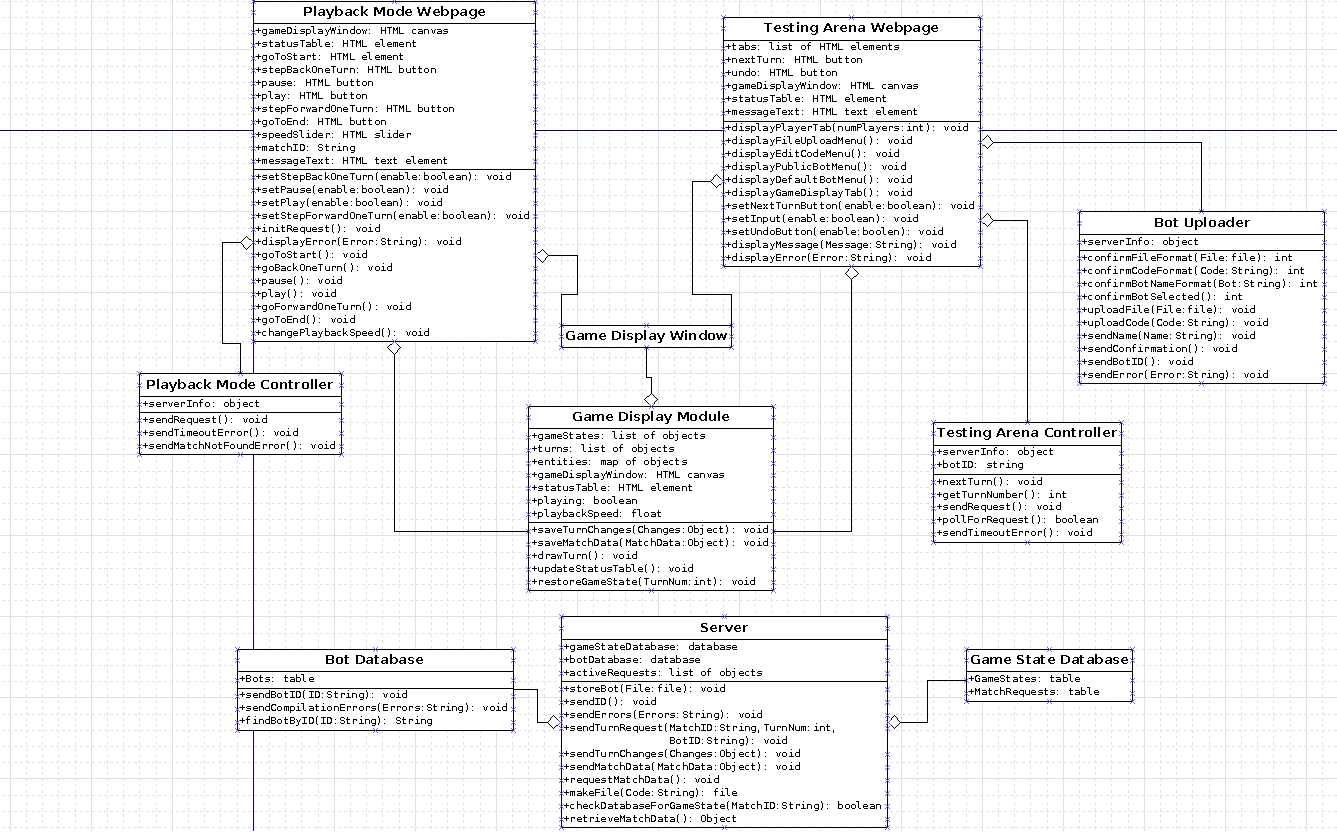 Playback Mode Webpage
+gameDisplayWindow: HTML canvas
+statusTable: HTML element
+goToStart: HTML element
+stepBackOneTurn: HTML button
+pause: HTML button
+play: HTML button
+stepForwardOneTurn: HTML button
+goToEnd: HTML button
+speedSlider: HTML slider
+matchID: String
+messageText: HTML text element
+setStepBackOneTurn(enable:boolean): void
+setPause(enable:boolean): void
+setPlay(enable:boolean): void
+setStepForwardOneTurn(enable:boolean): void
+initRequest(): void
+displayError(Error:String): void
+goToStart(): void
+goBackOneTurn(): void
+pause(): void
+play(): void
+goForwardOneTurn(): void
+goToEnd(): void
+changePlaybackSpeed(): void
Testing Arena Webpage
+tabs: list of HTML elements
+nextTurn: HTML button
+undo: HTML button
+gameDisplayWindow: HTML canvas
+statusTable: HTML element
+messageText: HTML text element
+displayPlayerTab(numPlayers:int): void
+displayFileUploadMenu(): void
+displayEditCodeMenu(): void
+displayPublicBotMenu(): void
+displayDefaultBotMenu(): void
+displayGameDisplayTab(): void
+setNextTurnButton(enable:boolean): void
+setInput(enable:boolean): void
+setUndoButton(enable:boolen): void
+displayMessage(Message:String): void
+displayError(Error:String): void
Bot Uploader
+serverInfo: object
+confirmFileFormat(File:file): int
+confirmCodeFormat(Code:String): int
+confirmBotNameFormat(Bot:String): int
+confirmBotSelected(): int
+uploadFile(File:file): void
+uploadCode(Code:String): void
+sendName(Name:String): void
+sendConfirmation(): void
+sendBotID(): void
+sendError(Error:String): void
Game Display Window
Playback Mode Controller
+serverInfo: object
+sendRequest(): void
+sendTimeoutError(): void
+sendMatchNotFoundError(): void
Game Display Module
+gameStates: list of objects
+turns: list of objects
+entities: map of objects
+gameDisplayWindow: HTML canvas
+statusTable: HTML element
+playing: boolean
+playbackSpeed: float
+saveTurnChanges(Changes:Object): void
+saveMatchData(MatchData:Object): void
+drawTurn(): void
+updateStatusTable(): void
+restoreGameState(TurnNum:int): void
Testing Arena Controller
+serverInfo: object
+botID: string
+nextTurn(): void
+getTurnNumber(): int
+sendRequest(): void
+pollForRequest(): boolean
+sendTimeoutError(): void
Bot Database
+Bots: table
+sendBotID(ID:String): void
+sendCompilationErrors(Errors:String): void
+findBotByID(ID:String): String
Server
+gameStateDatabase: database
+botDatabase: database
+activeRequests: list of objects
+storeBot(File:file): void
+sendID(): void
+sendErrors(Errors:String): void
+sendTurnRequest(MatchID:String,TurnNum:int,
BotID:String): void
+sendTurnChanges(Changes:Object): void
+sendMatchData(MatchData:Object): void
+requestMatchData(): void
+makeFile(Code:String): file
+checkDatabaseForGameState(MatchID:String): boolean
+retrieveMatchData(): Object
Game State Database
+GameStates: table
+MatchRequests: table